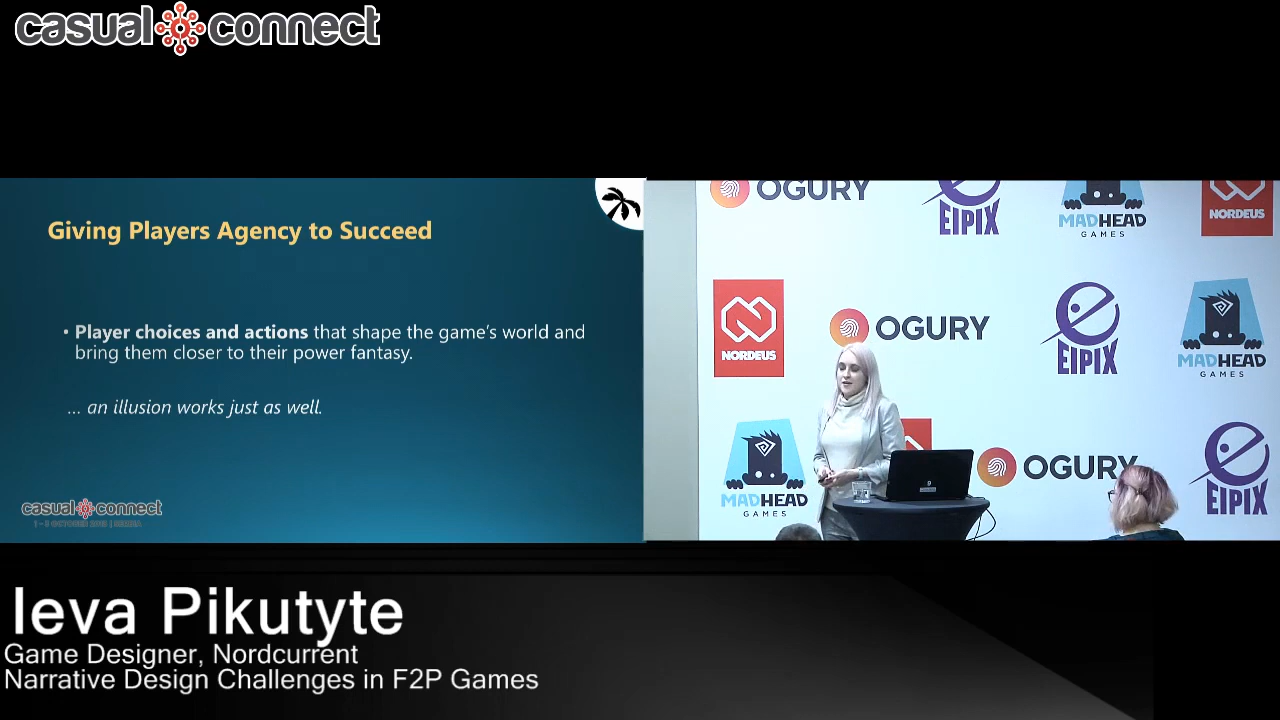 casual connect
Giving Players Agency to Succeed
• Player choices and actions that shape the game's world and
bring them closer to their power fantasy.
... an illusion works just as well.
casual connect
OGURY
EIPIX
MADHEAD
GAMES
NORDEUS
NORDEUS
OGURY
EIPIX
MADHEAD
GAMES
MADHEAD
GAMES
OGURY
EIPIX
Ieva Pikutyte
Game Designer, Nordcurrent
Narrative Design Challenges in F2P Games